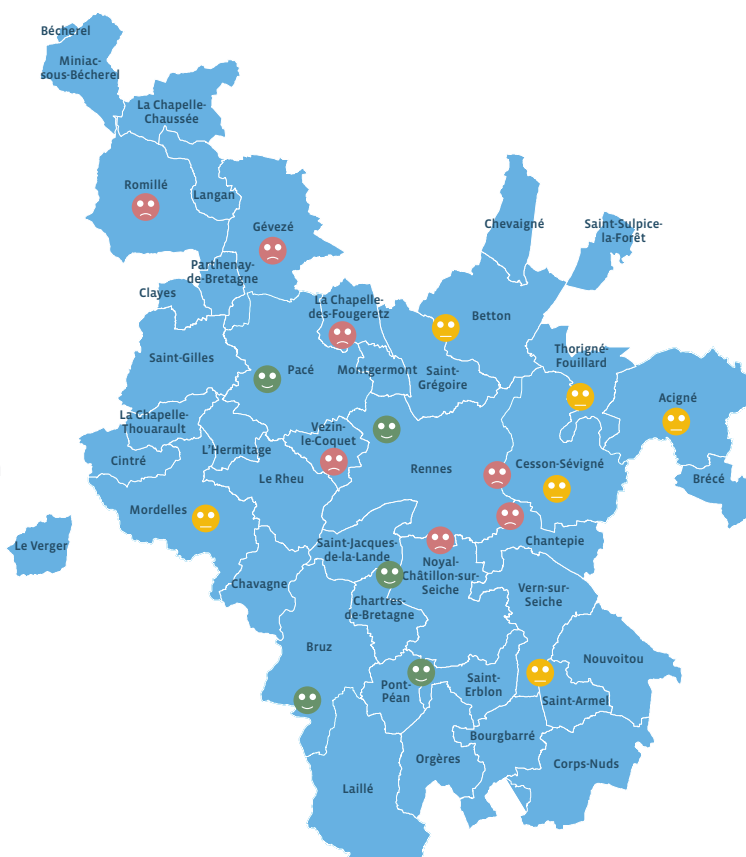 Bécherel
Miniac-
sous-Bécherel
La Chapelle-
Chaussée
Romillé
Langan
Gévezé
Chevaigné
Saint-Sulpice-
la-Forêt
Parthenay-
de-Bretagne
Clayes
La Chapelle-
des-Fougeretz
Betton
Saint-Gilles
Pacé
Montgermont
Saint-
Grégoire
Thorigné-
Fouillard
Acigné
La Chapelle-
Thouarault
Vezin-
le-Coquet
L'Hermitage
Cintré
Le Rheu
Rennes
Cesson-Sévigné
Brécé
Mordelles
Le Verger
Saint-Jacques-
de-la-Lande
Chantepie
Noyal-
Châtillon-sur-
Seiche
Chavagne
Vern-sur-
Seiche
Chartres-
de-Bretagne
Bruz
Nouvoitou
Pont-
Péan
Saint-
Erblon
Saint-Armel
Bourgbarré
Orgères
Corps-Nuds
Laillé